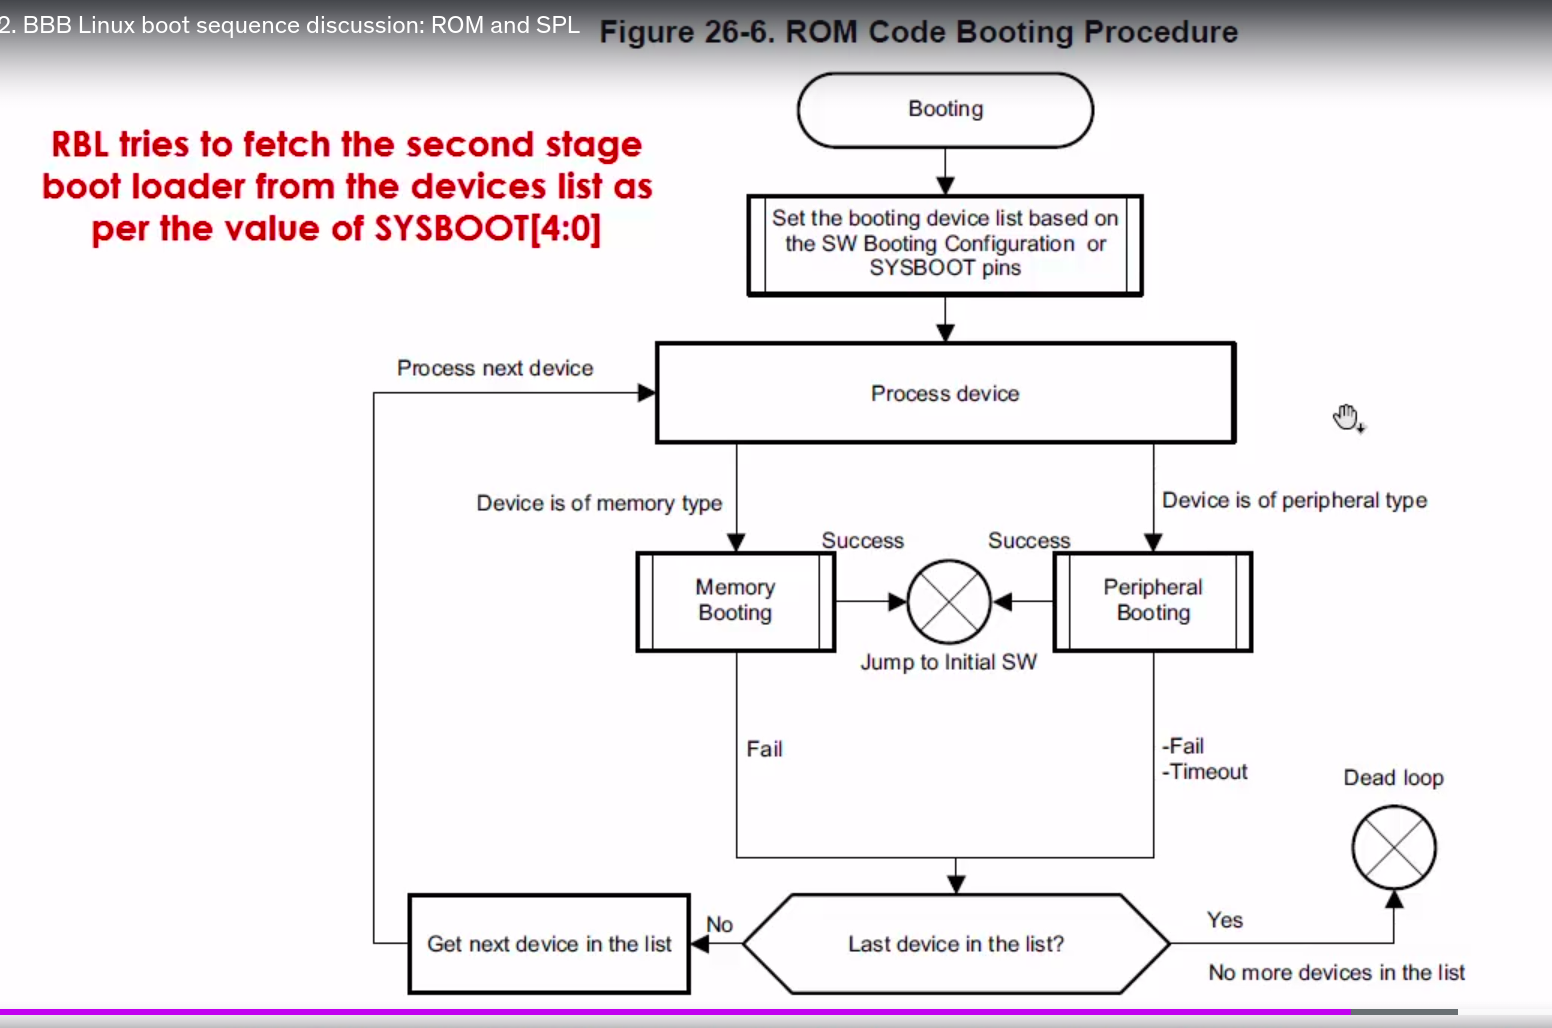 2. BBB Linux boot sequence discussion: ROM and SPL
Figure 26-6. ROM Code Booting Procedure
RBL tries to fetch the second stage
boot loader from the devices list as
per the value of SYSBOOT[4:0]
Booting
Set the booting device list based on
the SW Booting Configuration or
SYSBOOT pins
Process next device
Process device
Device is of memory type
Device is of peripheral type
Success
Success
Memory
Booting
Peripheral
Booting
Jump to Initial SW
Fail
-Fail
-Timeout
Dead loop
Get next device in the list
No
Last device in the list?
Yes
No more devices in the list